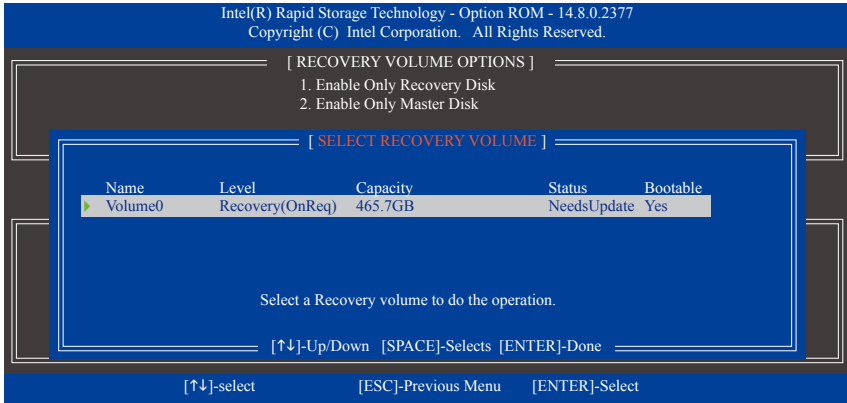 Intel(R) Rapid Storage Technology - Option ROM - 14.8.0.2377
Copyright (C) Intel Corporation. All Rights Reserved.
[ RECOVERY VOLUME OPTIONS ]
1. Enable Only Recovery Disk
2. Enable Only Master Disk
[ SELECT RECOVERY VOLUME ]
Name Level Capacity Status Bootable
Volume0 Recovery(OnReq) 465.7GB NeedsUpdate Yes
Select a Recovery volume to do the operation.
[↑↓]-Up/Down [SPACE]-Selects [ENTER]-Done
[↑↓]-select [ESC]-Previous Menu [ENTER]-Select